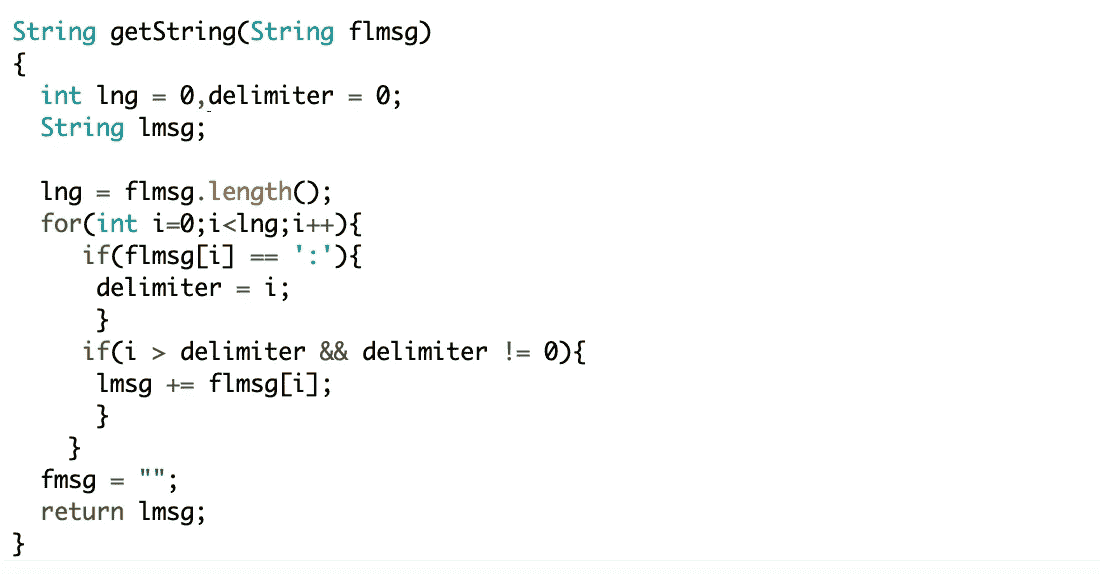 String getString(String flmsg)
{
  int lng = 0,delimiter = 0;
  String lmsg;

  lng = flmsg.length();
  for(int i=0;i<lng;i++){
     if(flmsg[i] == ':'){
      delimiter = i;
      }
     if(i > delimiter && delimiter != 0){
      lmsg += flmsg[i];
      }
    }
  fmsg = "";
  return lmsg;
}